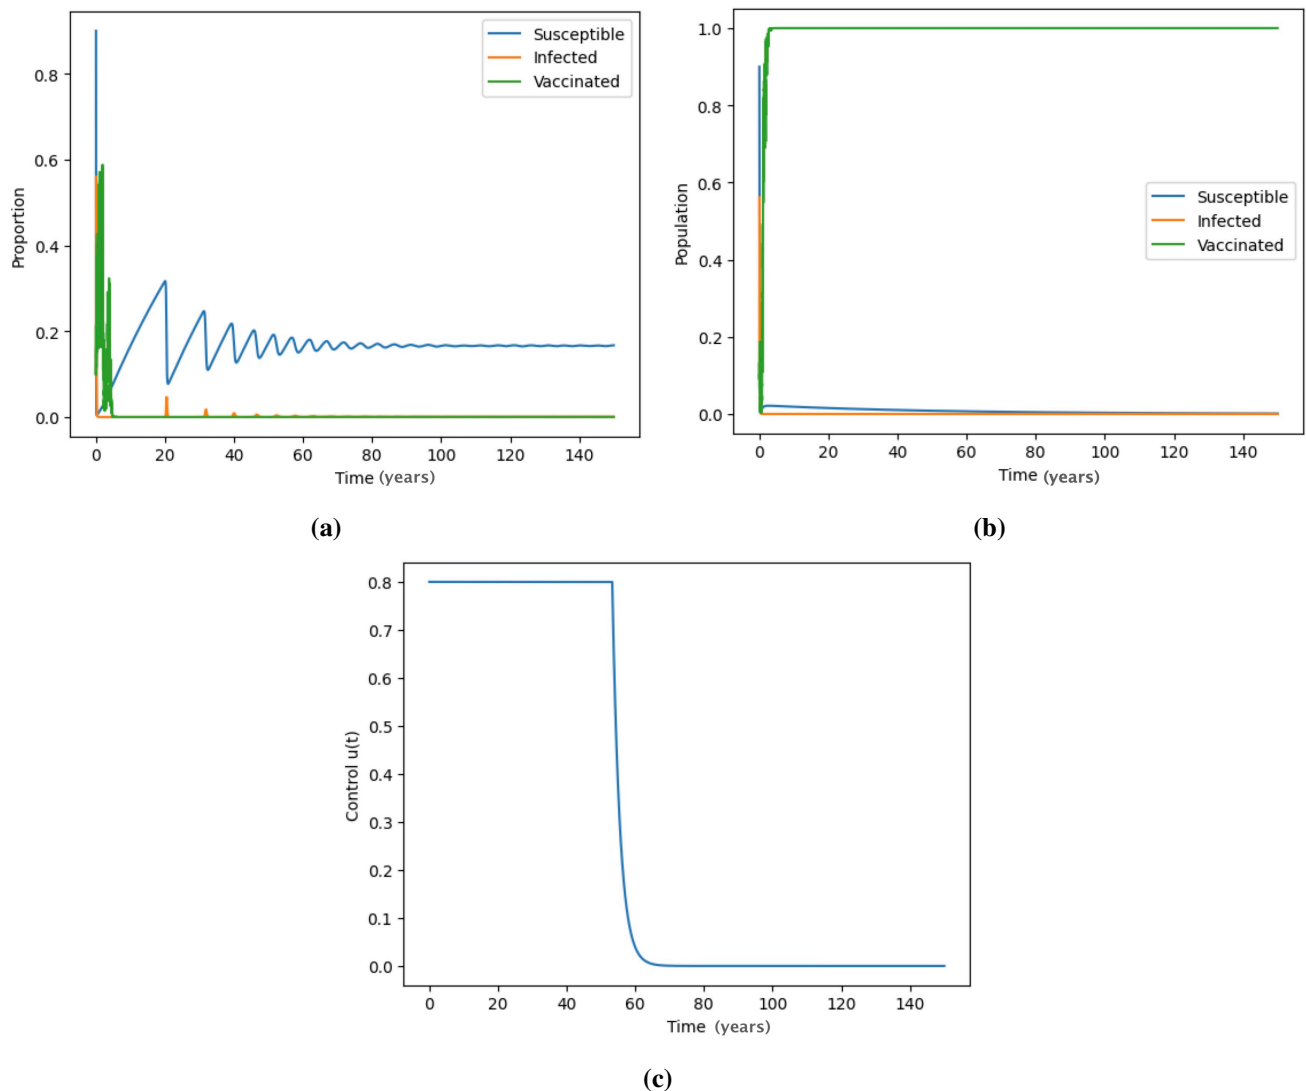 Susceptible
Infected
Vaccinated
0.8
0.6
0.4
0.2
0.0
Proportion
0 20 40 60 80 100 120 140
Time (years)
(a)
1.0
0.8
0.6
0.4
0.2
0.0
Population
Susceptible
Infected
Vaccinated
0 20 40 60 80 100 120 140
Time (years)
(b)
0.8
0.7
0.6
0.5
0.4
0.3
0.2
0.1
0.0
Control u(t)
0 20 40 60 80 100 120 140
Time (years)
(c)